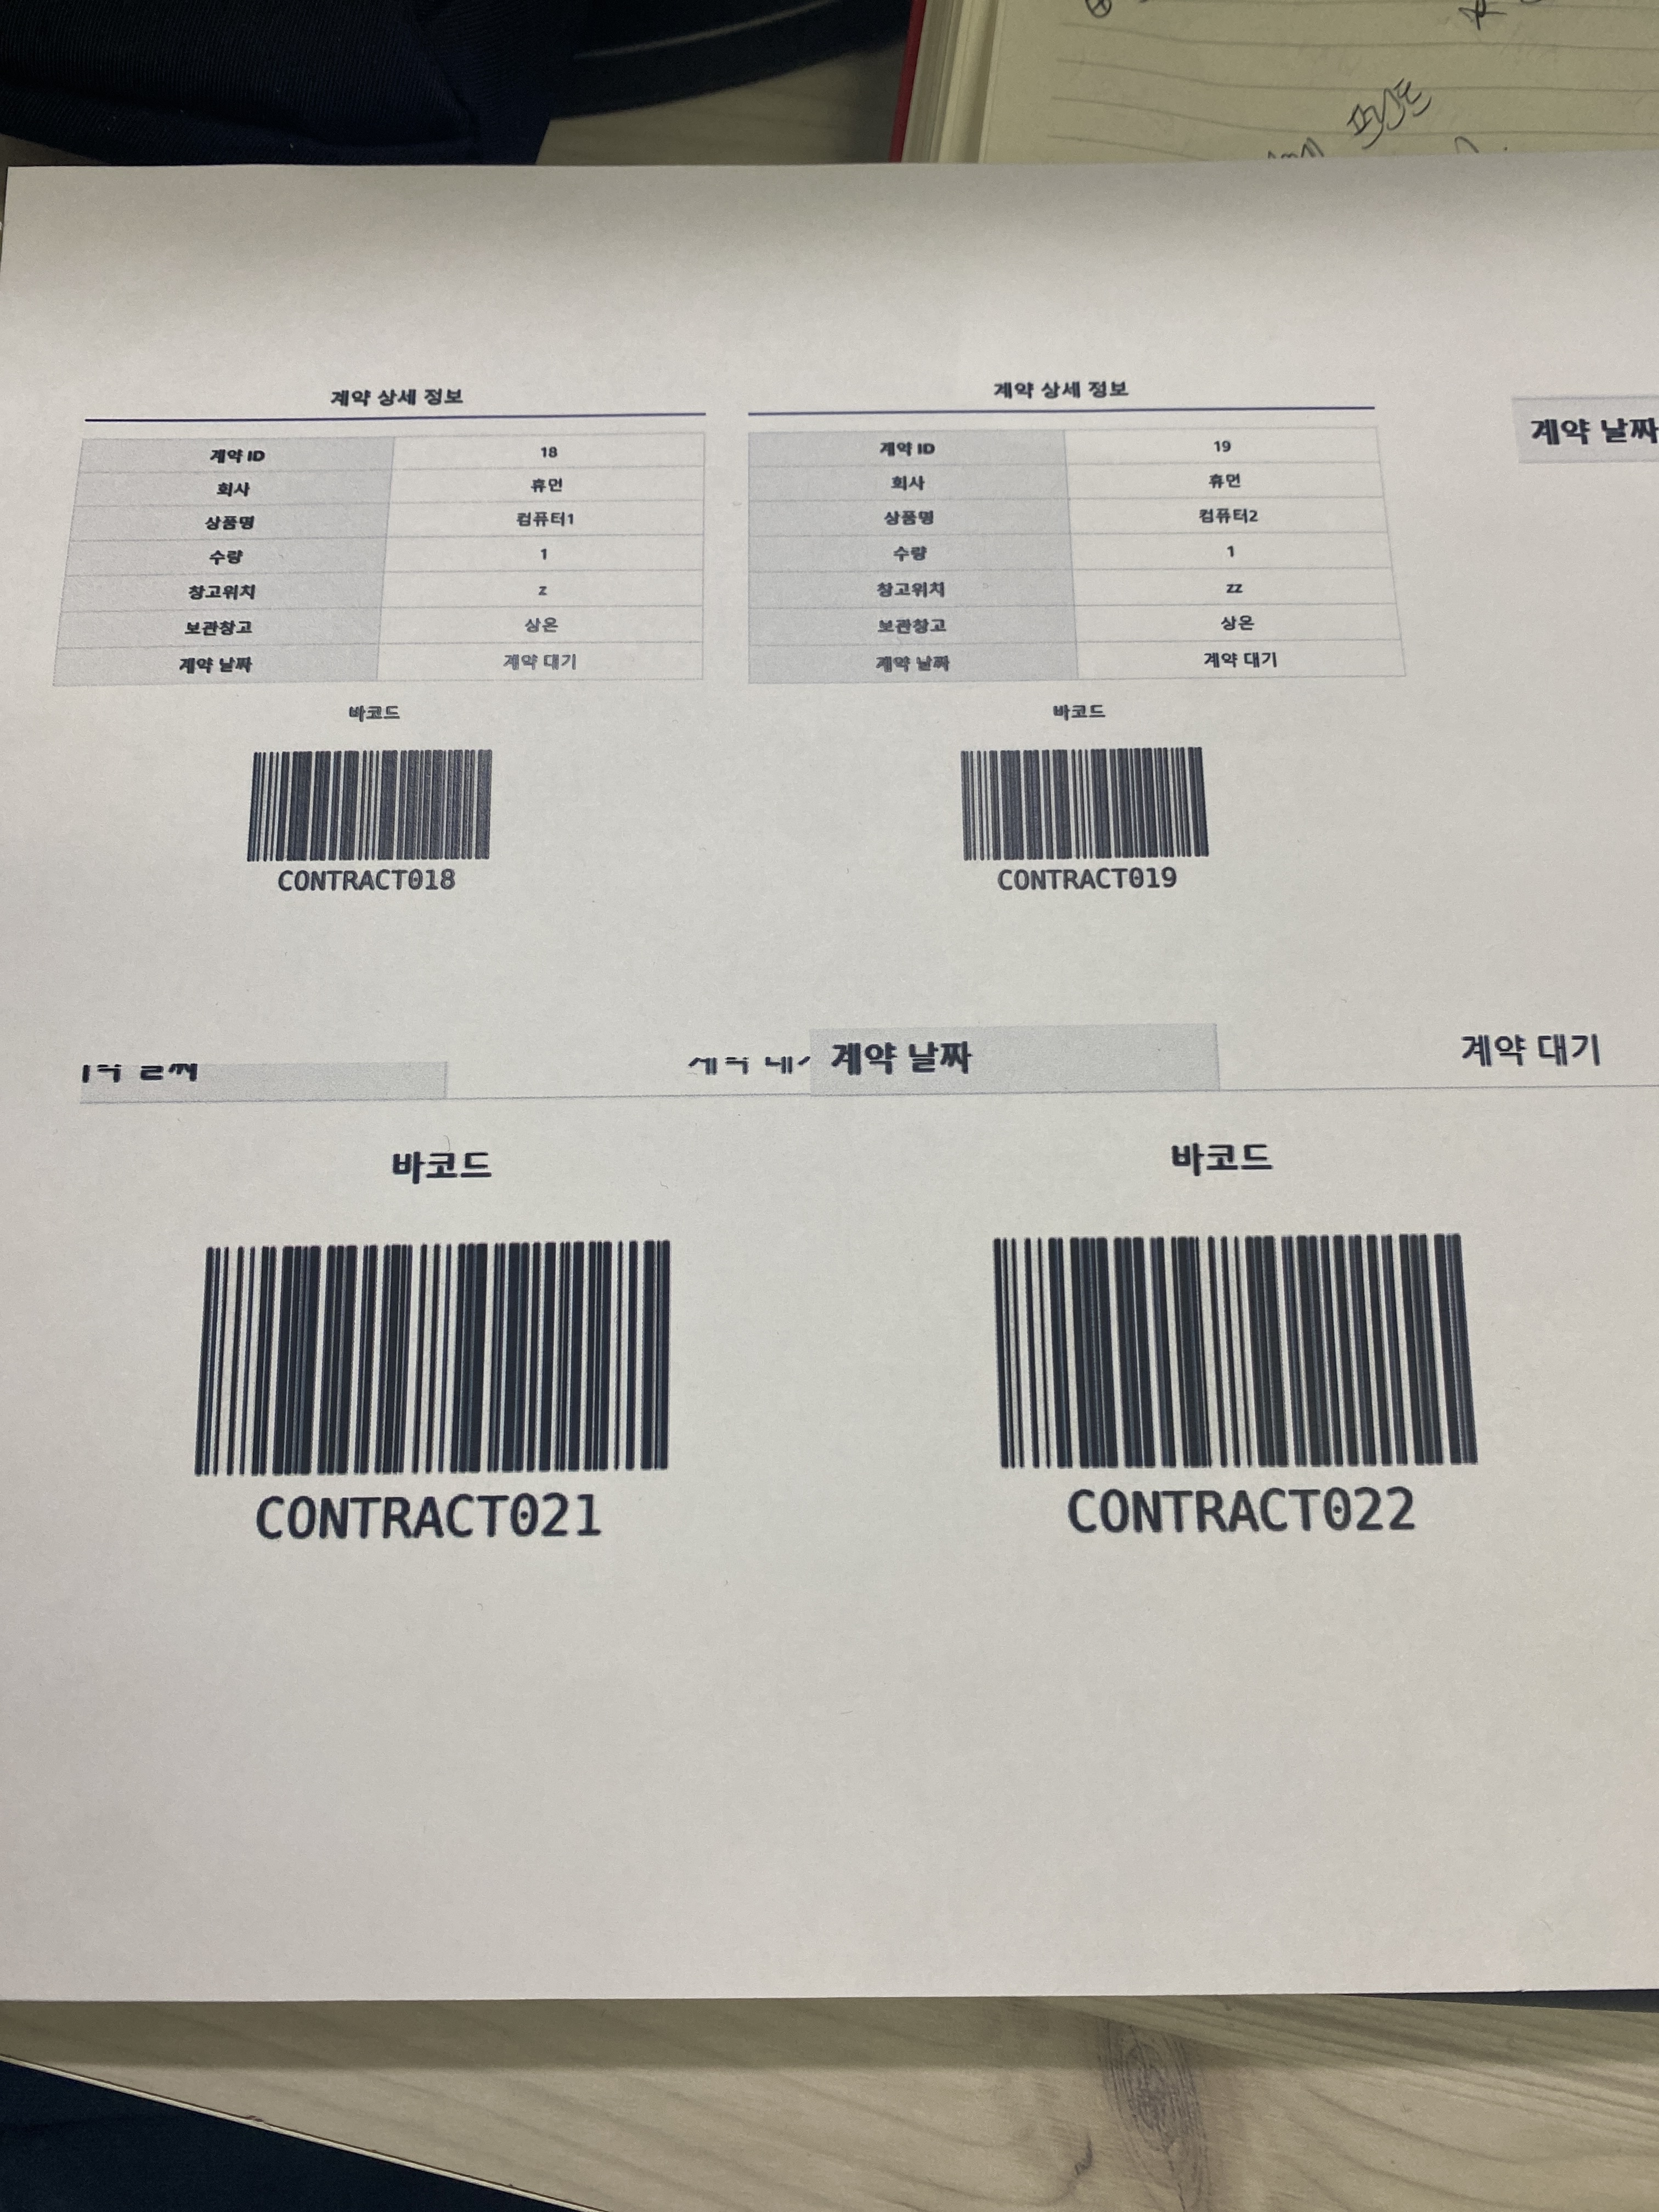 계약 상세 정보
계약 ID 18
회사 휴먼
상품명 컴퓨터1
수량 1
창고위치 z
보관창고 상온
계약 날짜 계약 대기
바코드
CONTRACT018
계약 상세 정보
계약 ID 19
회사 휴먼
상품명 컴퓨터2
수량 1
창고위치 zz
보관창고 상온
계약 날짜 계약 대기
바코드
CONTRACT019
계약 날짜
바코드
CONTRACT021
계약 날짜 계약 대기
바코드
CONTRACT022